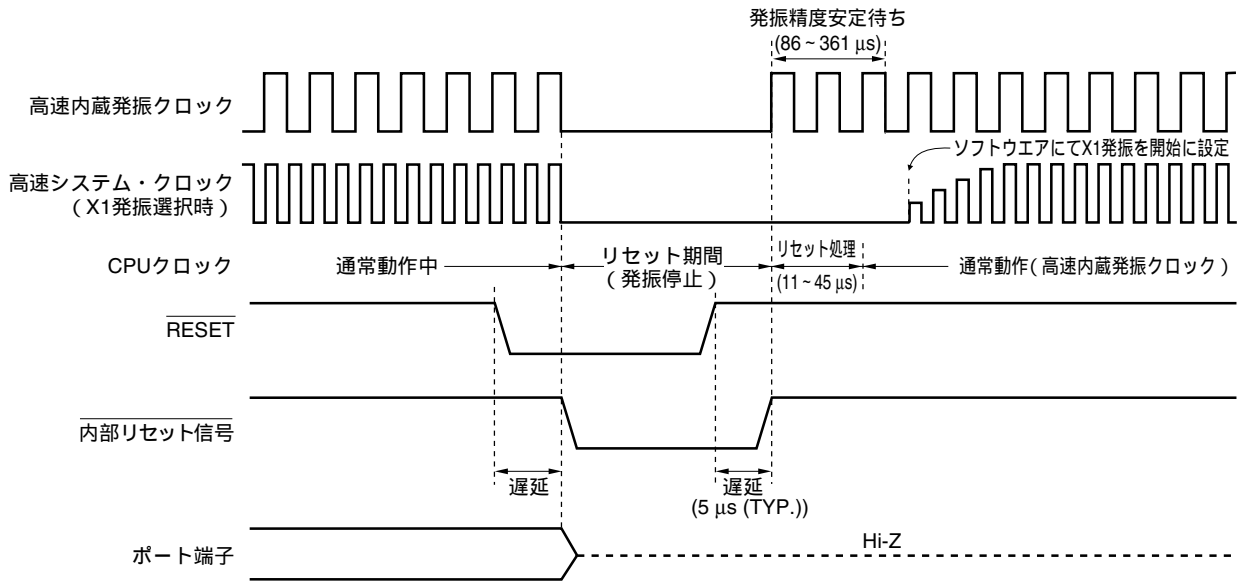 発振精度安定待ち
(86～361 μs)
高速内蔵発振クロック
ソフトウエアにてX1発振を開始に設定
高速システム・クロック
（X1発振選択時）
CPUクロック
通常動作中
リセット期間
（発振停止）
リセット処理
(11～45 μs)
通常動作（高速内蔵発振クロック）
RESET
内部リセット信号
遅延
遅延
(5 μs (TYP.))
ポート端子
Hi-Z